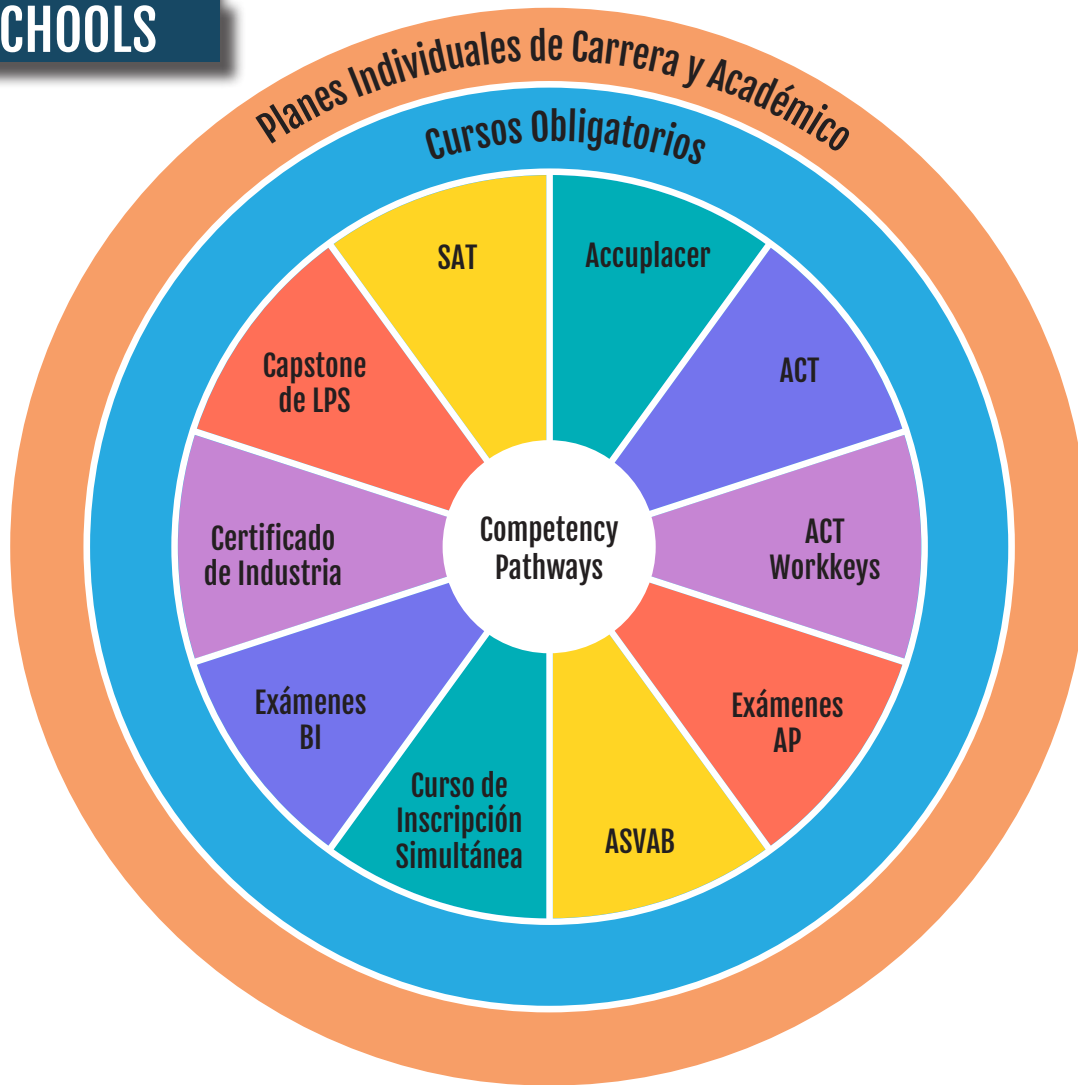 CHOOLS
Planes Individuales de Carrera y Académico
Cursos Obligatorios
SAT
Accuplacer
ACT
ACT
Workkeys
Exámenes
AP
ASVAB
Curso de
Inscripción
Simultánea
Exámenes
BI
Certificado
de Industria
Capstone
de LPS
Competency
Pathways